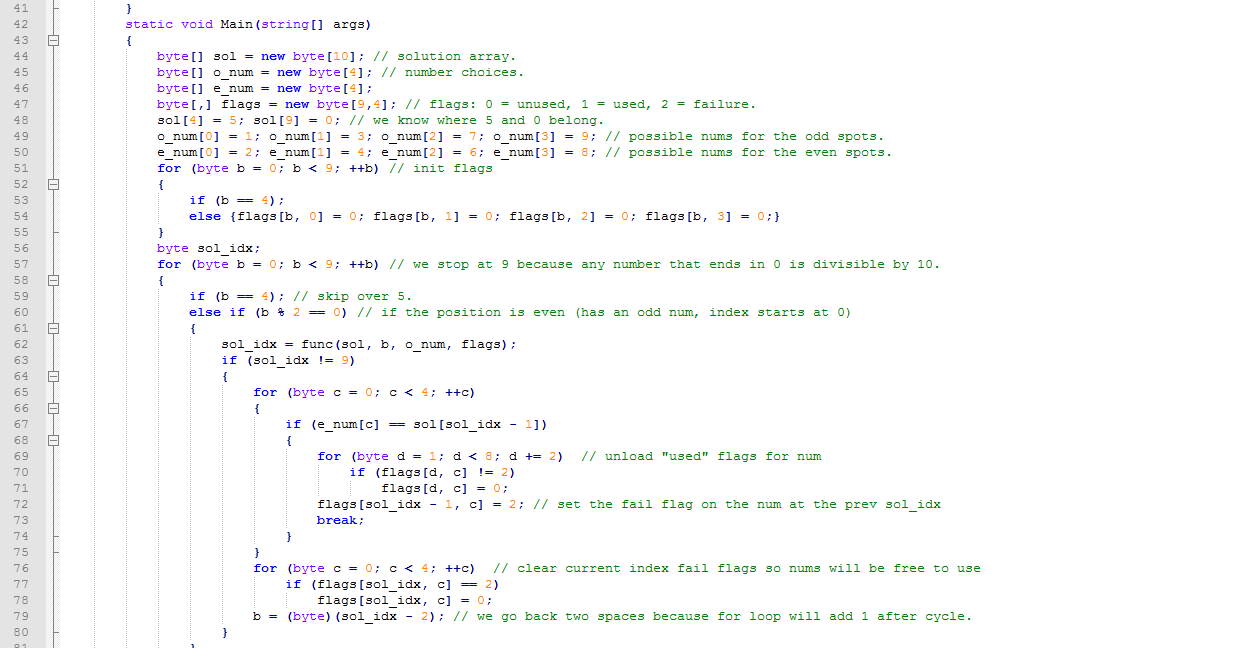 41 }
42 static void Main(string[] args)
43 {
44 byte[] sol = new byte[10]; // solution array.
45 byte[] o_num = new byte[4]; // number choices.
46 byte[] e_num = new byte[4];
47 byte[,] flags = new byte[9,4]; // flags: 0 = unused, 1 = used, 2 = failure.
48 sol[4] = 5; sol[9] = 0; // we know where 5 and 0 belong.
49 o_num[0] = 1; o_num[1] = 3; o_num[2] = 7; o_num[3] = 9; // possible nums for the odd spots.
50 e_num[0] = 2; e_num[1] = 4; e_num[2] = 6; e_num[3] = 8; // possible nums for the even spots.
51 for (byte b = 0; b < 9; ++b) // init flags
52 {
53 if (b == 4);
54 else {flags[b, 0] = 0; flags[b, 1] = 0; flags[b, 2] = 0; flags[b, 3] = 0;}
55 }
56 byte sol_idx;
57 for (byte b = 0; b < 9; ++b) // we stop at 9 because any number that ends in 0 is divisible by 10.
58 {
59 if (b == 4); // skip over 5.
60 else if (b % 2 == 0) // if the position is even (has an odd num, index starts at 0)
61 {
62 sol_idx = func(sol, b, o_num, flags);
63 if (sol_idx != 9)
64 {
65 for (byte c = 0; c < 4; ++c)
66 {
67 if (e_num[c] == sol[sol_idx - 1])
68 {
69 for (byte d = 1; d < 8; d += 2) // unload "used" flags for num
70 if (flags[d, c] != 2)
71 flags[d, c] = 0;
72 flags[sol_idx - 1, c] = 2; // set the fail flag on the num at the prev sol_idx
73 break;
74 }
75 }
76 for (byte c = 0; c < 4; ++c) // clear current index fail flags so nums will be free to use
77 if (flags[sol_idx, c] == 2)
78 flags[sol_idx, c] = 0;
79 b = (byte)(sol_idx - 2); // we go back two spaces because for loop will add 1 after cycle.
80 }
81 }